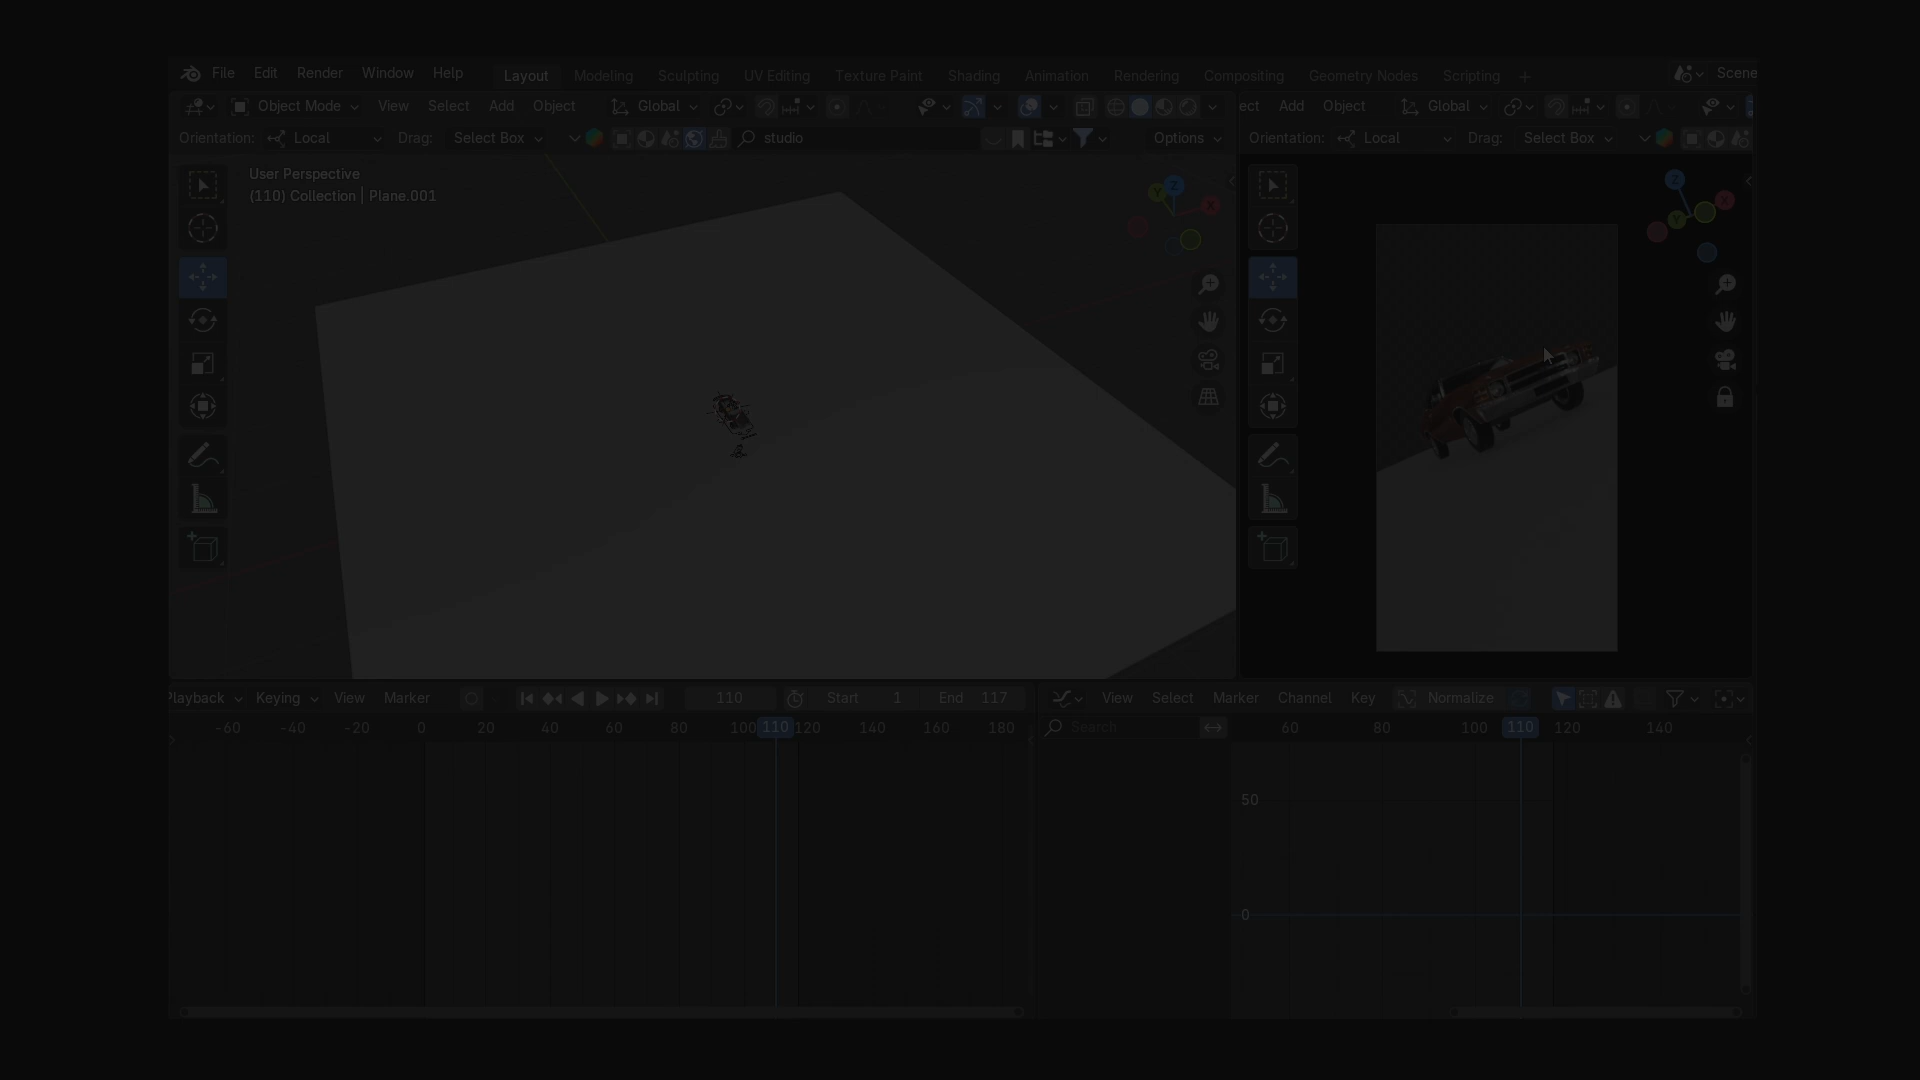 File Edit Render Window Help Layout Modeling Sculpting UV Editing Texture Paint Shading Animation Rendering Compositing Geometry Nodes Scripting + Scene
Object Mode View Select Add Object Global
ect Add Object Global
Orientation: Local Drag: Select Box studio Options
Orientation: Local Drag: Select Box
User Perspective
(110) Collection | Plane.001
Z
Y
X
Z
X
Y
Playback Keying View Marker 110 Start 1 End 117
View Select Marker Channel Key Normalize
-60 -40 -20 0 20 40 60 80 100 110 120 140 160 180
Search 60 80 100 110 120 140
50
0